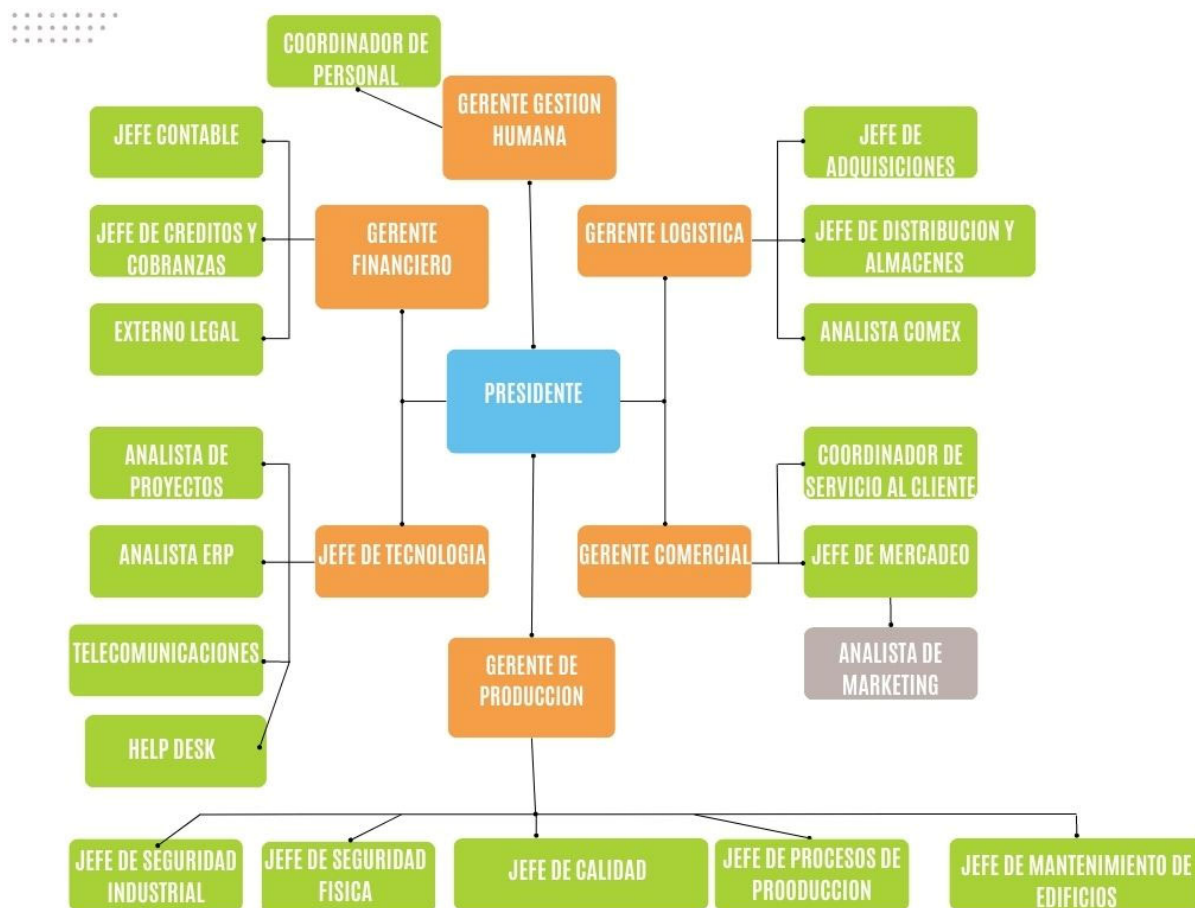 COORDINADOR DE
PERSONAL
GERENTE GESTION
HUMANA
JEFE CONTABLE
JEFE DE CREDITOS Y
COBRANZAS
EXTERNO LEGAL
GERENTE
FINANCIERO
GERENTE LOGISTICA
JEFE DE
ADQUISICIONES
JEFE DE DISTRIBUCION Y
ALMACENES
ANALISTA COMEX
PRESIDENTE
ANALISTA DE
PROYECTOS
ANALISTA ERP
TELECOMUNICACIONES
HELP DESK
JEFE DE TECNOLOGIA
GERENTE COMERCIAL
COORDINADOR DE
SERVICIO AL CLIENTE
JEFE DE MERCADEO
ANALISTA DE
MARKETING
GERENTE DE
PRODUCCION
JEFE DE SEGURIDAD
INDUSTRIAL
JEFE DE SEGURIDAD
FISICA
JEFE DE CALIDAD
JEFE DE PROCESOS DE
PROODUCCION
JEFE DE MANTENIMIENTO DE
EDIFICIOS